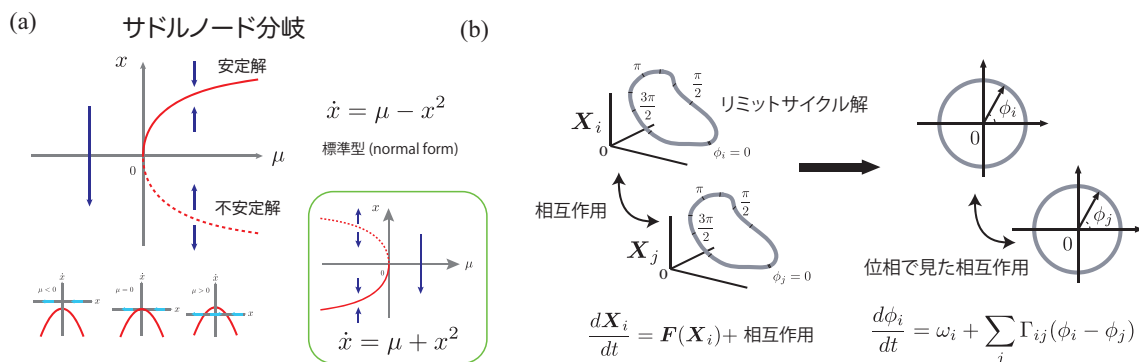 (a)
サドルノード分岐
x
安定解
μ
0
不安定解
ẋ = μ − x²
標準型 (normal form)
ẋ
μ < 0
x
ẋ
μ = 0
x
ẋ
μ > 0
x
x
0
μ
ẋ = μ + x²
(b)
π
π/2
3π/2
X_i
0
ϕ_i = 0
リミットサイクル解
相互作用
π
π/2
3π/2
X_j
0
ϕ_j = 0
dX_i/dt = F(X_i)+ 相互作用
ϕ_i
0
ϕ_j
0
位相で見た相互作用
dϕ_i/dt = ω_i + ∑_j Γ_ij(ϕ_i − ϕ_j)